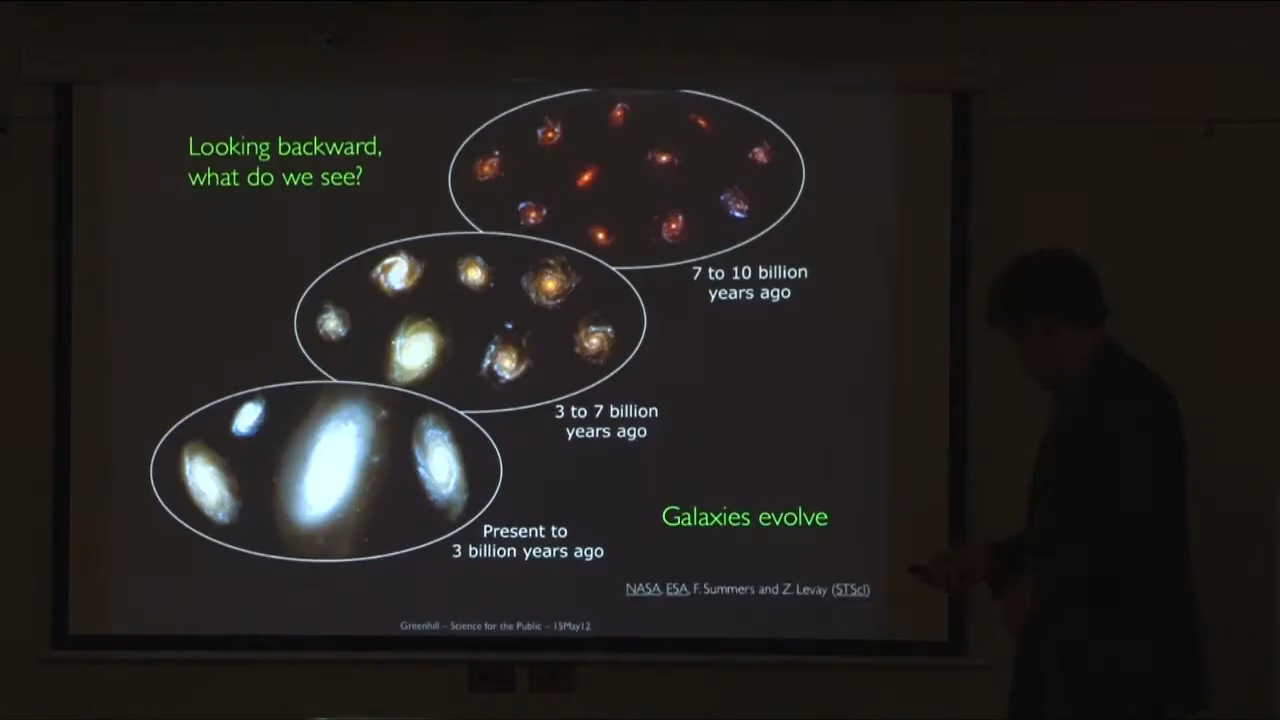 Looking backward,
what do we see?
7 to 10 billion
years ago
3 to 7 billion
years ago
Present to
3 billion years ago
Galaxies evolve
NASA, ESA, F. Summers and Z. Levay (STScI)
Greenhill – Science for the Public – 15May12